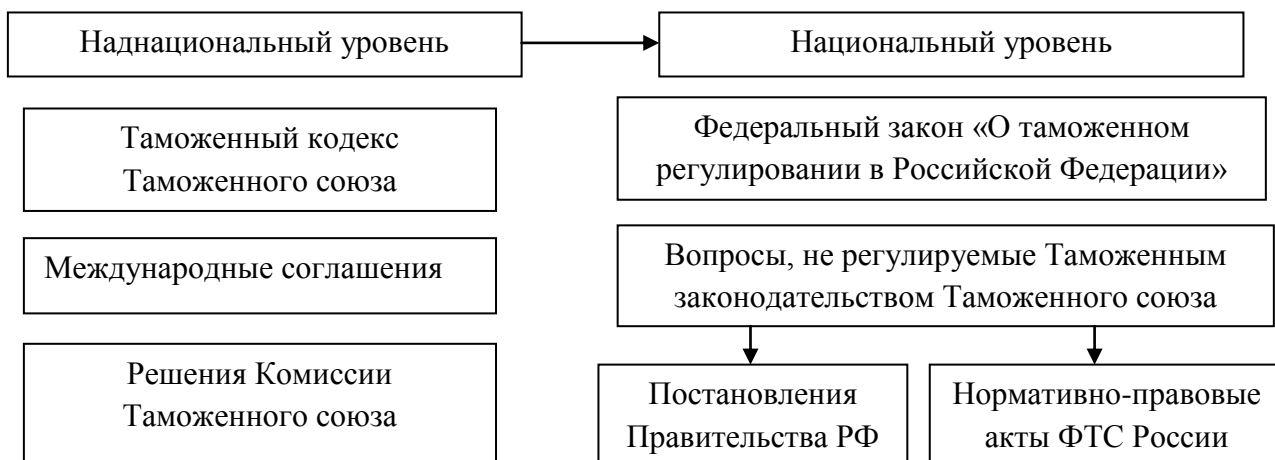 Наднациональный уровень
Национальный уровень
Таможенный кодекс
Таможенного союза
Международные соглашения
Решения Комиссии
Таможенного союза
Федеральный закон «О таможенном
регулировании в Российской Федерации»
Вопросы, не регулируемые Таможенным
законодательством Таможенного союза
Постановления
Правительства РФ
Нормативно-правовые
акты ФТС России